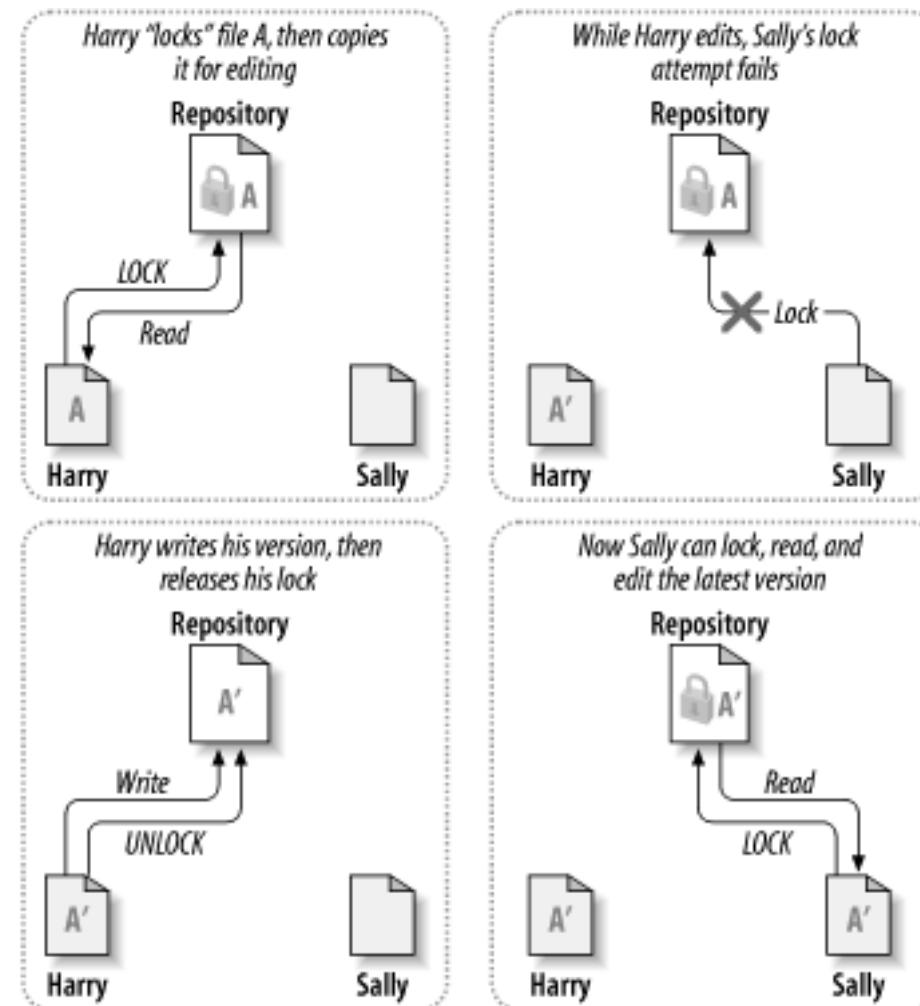 Harry “locks” file A, then copies
it for editing
Repository
A
LOCK
Read
A
Harry
Sally
While Harry edits, Sally’s lock
attempt fails
Repository
A
Lock
A′
Harry
Sally
Harry writes his version, then
releases his lock
Repository
A′
Write
UNLOCK
A′
Harry
Sally
Now Sally can lock, read, and
edit the latest version
Repository
A′
Read
LOCK
A′
A′
Harry
Sally